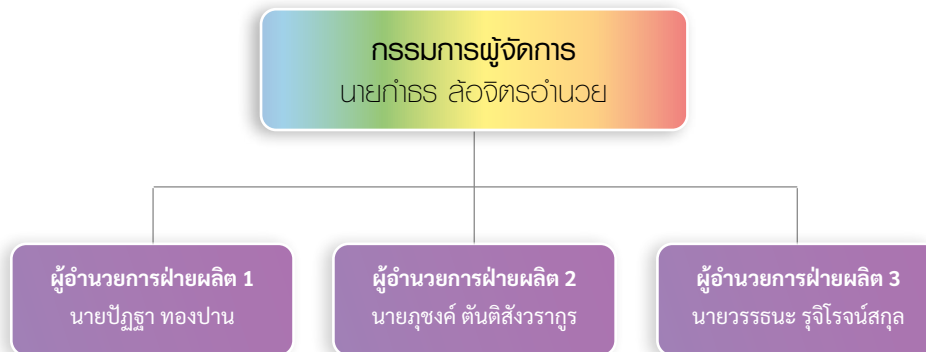 กรรมการผู้จัดการ
นายกำธร ล้อจิตรอำนวย
ผู้อำนวยการฝ่ายผลิต 1
นายปัฏฐา ทองปาน
ผู้อำนวยการฝ่ายผลิต 2
นายภุชงค์ ตันติสังวรากูร
ผู้อำนวยการฝ่ายผลิต 3
นายวรรธนะ รุจิโรจน์สกุล